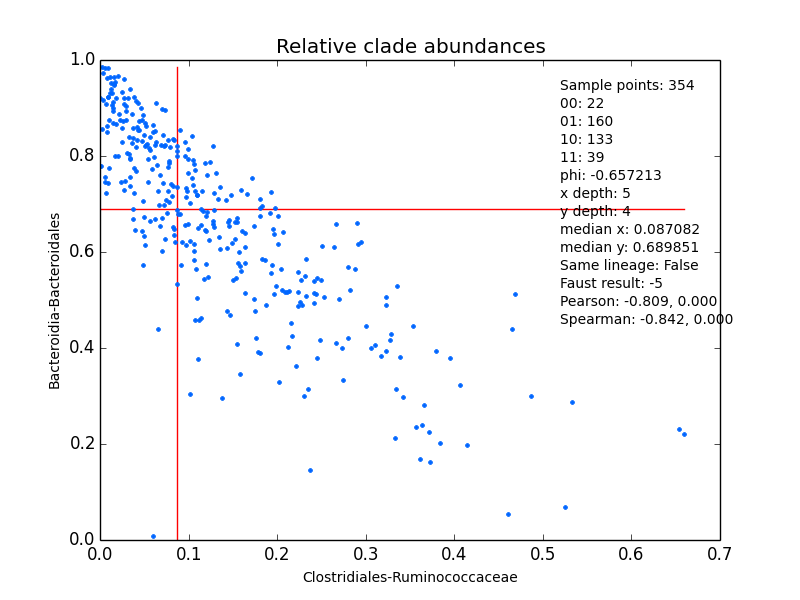 Relative clade abundances
Sample points: 354
00: 22
01: 160
10: 133
11: 39
phi: -0.657213
x depth: 5
y depth: 4
median x: 0.087082
median y: 0.689851
Same lineage: False
Faust result: -5
Pearson: -0.809, 0.000
Spearman: -0.842, 0.000
Bacteroidia-Bacteroidales
1.0
0.8
0.6
0.4
0.2
0.0
0.0 0.1 0.2 0.3 0.4 0.5 0.6 0.7
Clostridiales-Ruminococcaceae